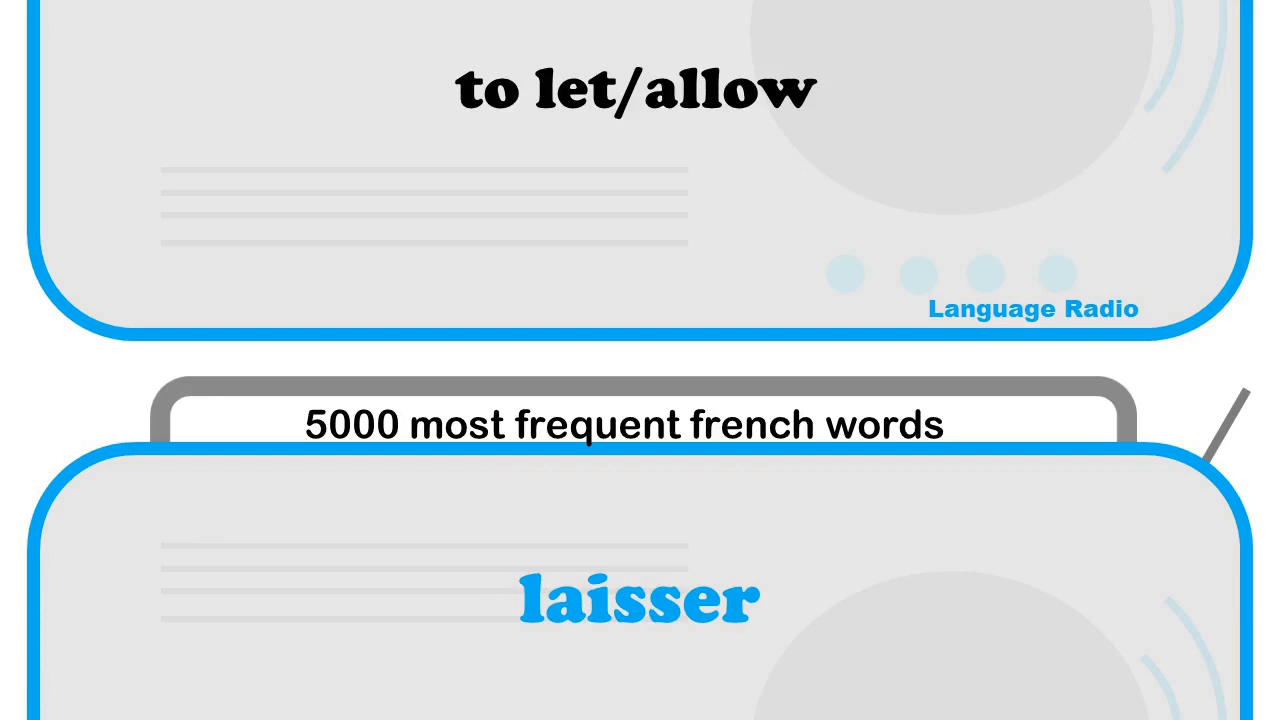 to let/allow
Language Radio
5000 most frequent french words
laisser